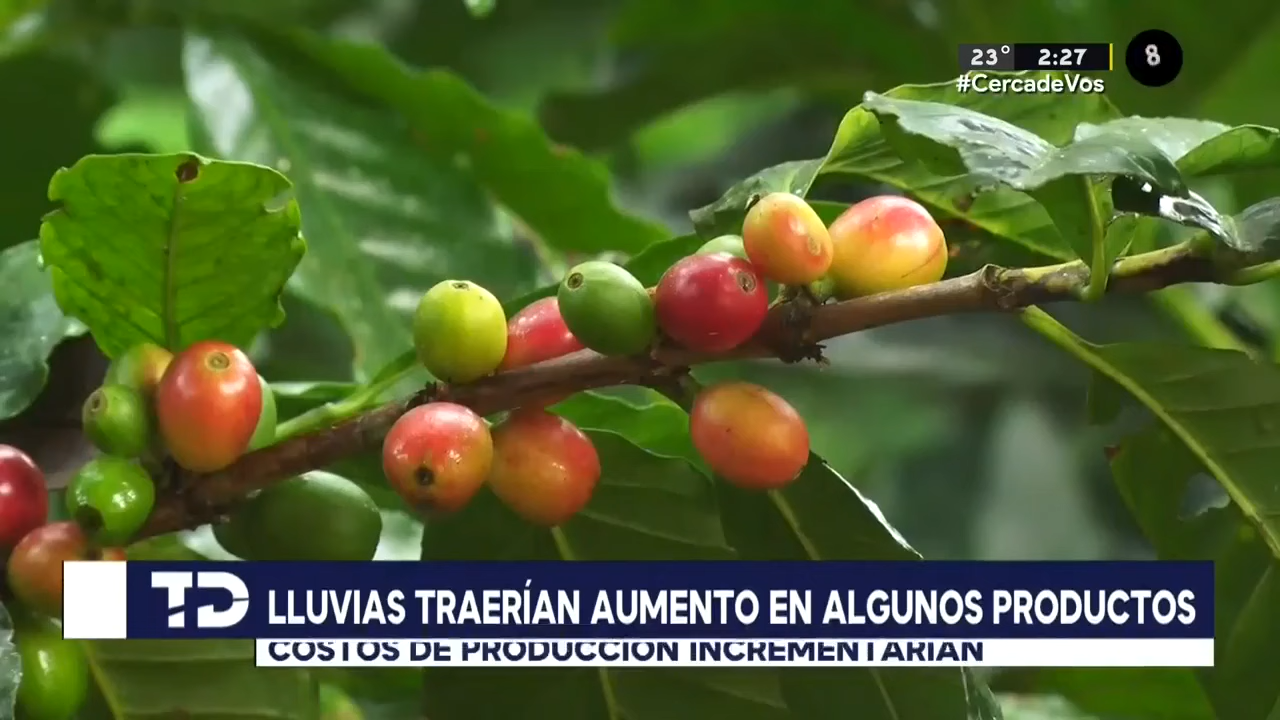 23° 2:27 8
#CercadeVos
TD LLUVIAS TRAERÍAN AUMENTO EN ALGUNOS PRODUCTOS
COSTOS DE PRODUCCIÓN INCREMENTARÍAN